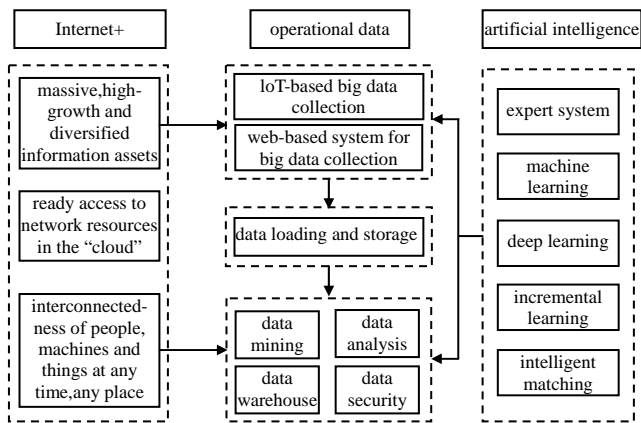 Internet+
operational data
artificial intelligence
massive,high-
growth and
diversified
information assets
ready access to
network resources
in the “cloud”
interconnected-
ness of people,
machines and
things at any
time,any place
loT-based big data
collection
web-based system for
big data collection
data loading and storage
data
mining
data
analysis
data
warehouse
data
security
expert system
machine
learning
deep learning
incremental
learning
intelligent
matching